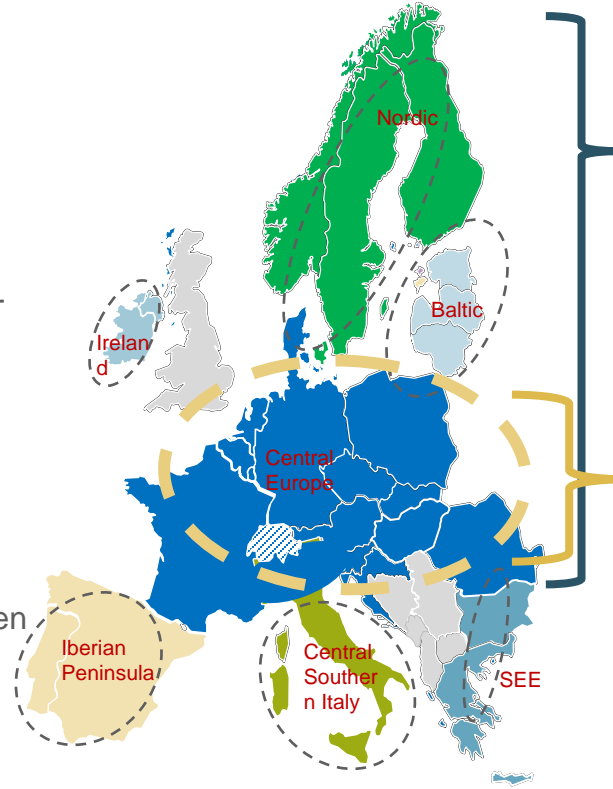 Nordic
Baltic
Irelan
d
Central
Europe
en
Iberian
Peninsula
Central
Souther
n Italy
SEE